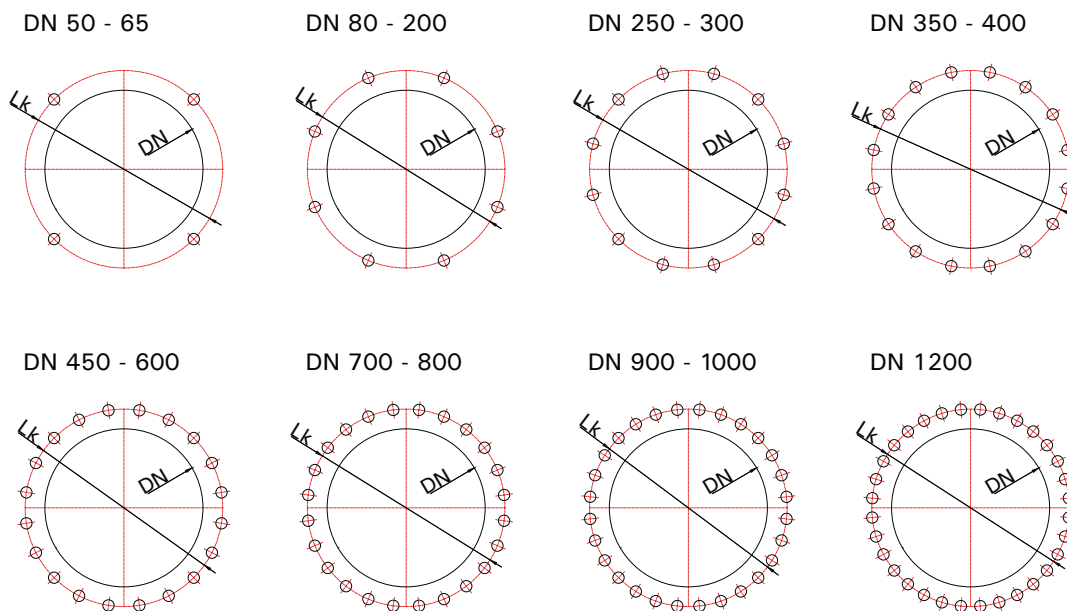 DN 50 - 65
DN 80 - 200
DN 250 - 300
DN 350 - 400
Lk
DN
Lk
DN
Lk
DN
Lk
DN
DN 450 - 600
DN 700 - 800
DN 900 - 1000
DN 1200
Lk
DN
Lk
DN
Lk
DN
Lk
DN